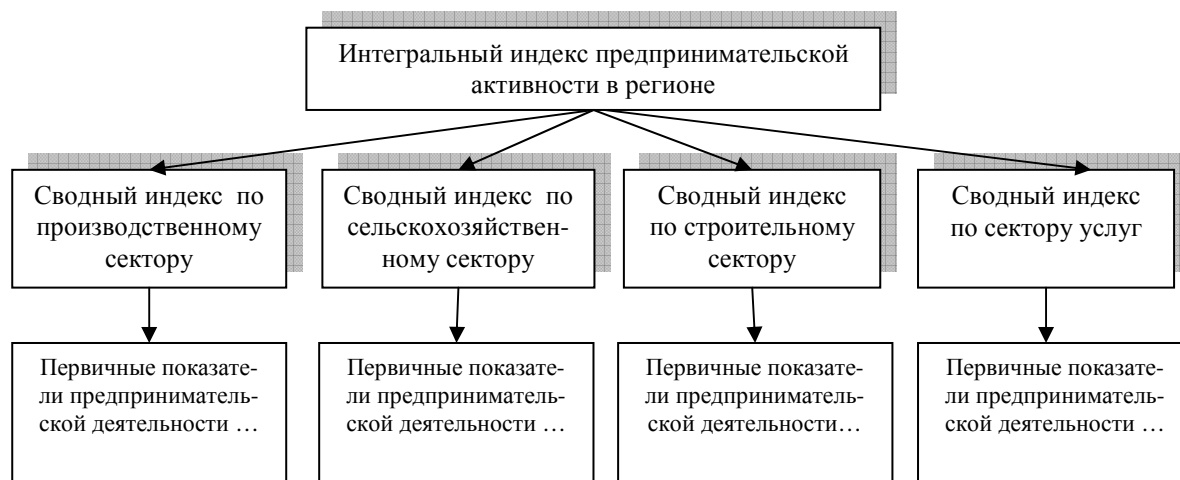 Интегральный индекс предпринимательской
активности в регионе
Сводный индекс по
производственному
сектору
Сводный индекс по
сельскохозяйствен-
ному сектору
Сводный индекс
по строительному
сектору
Сводный индекс
по сектору услуг
Первичные показате-
ли предприниматель-
ской деятельности …
Первичные показате-
ли предприниматель-
ской деятельности …
Первичные показате-
ли предприниматель-
ской деятельности…
Первичные показате-
ли предприниматель-
ской деятельности …